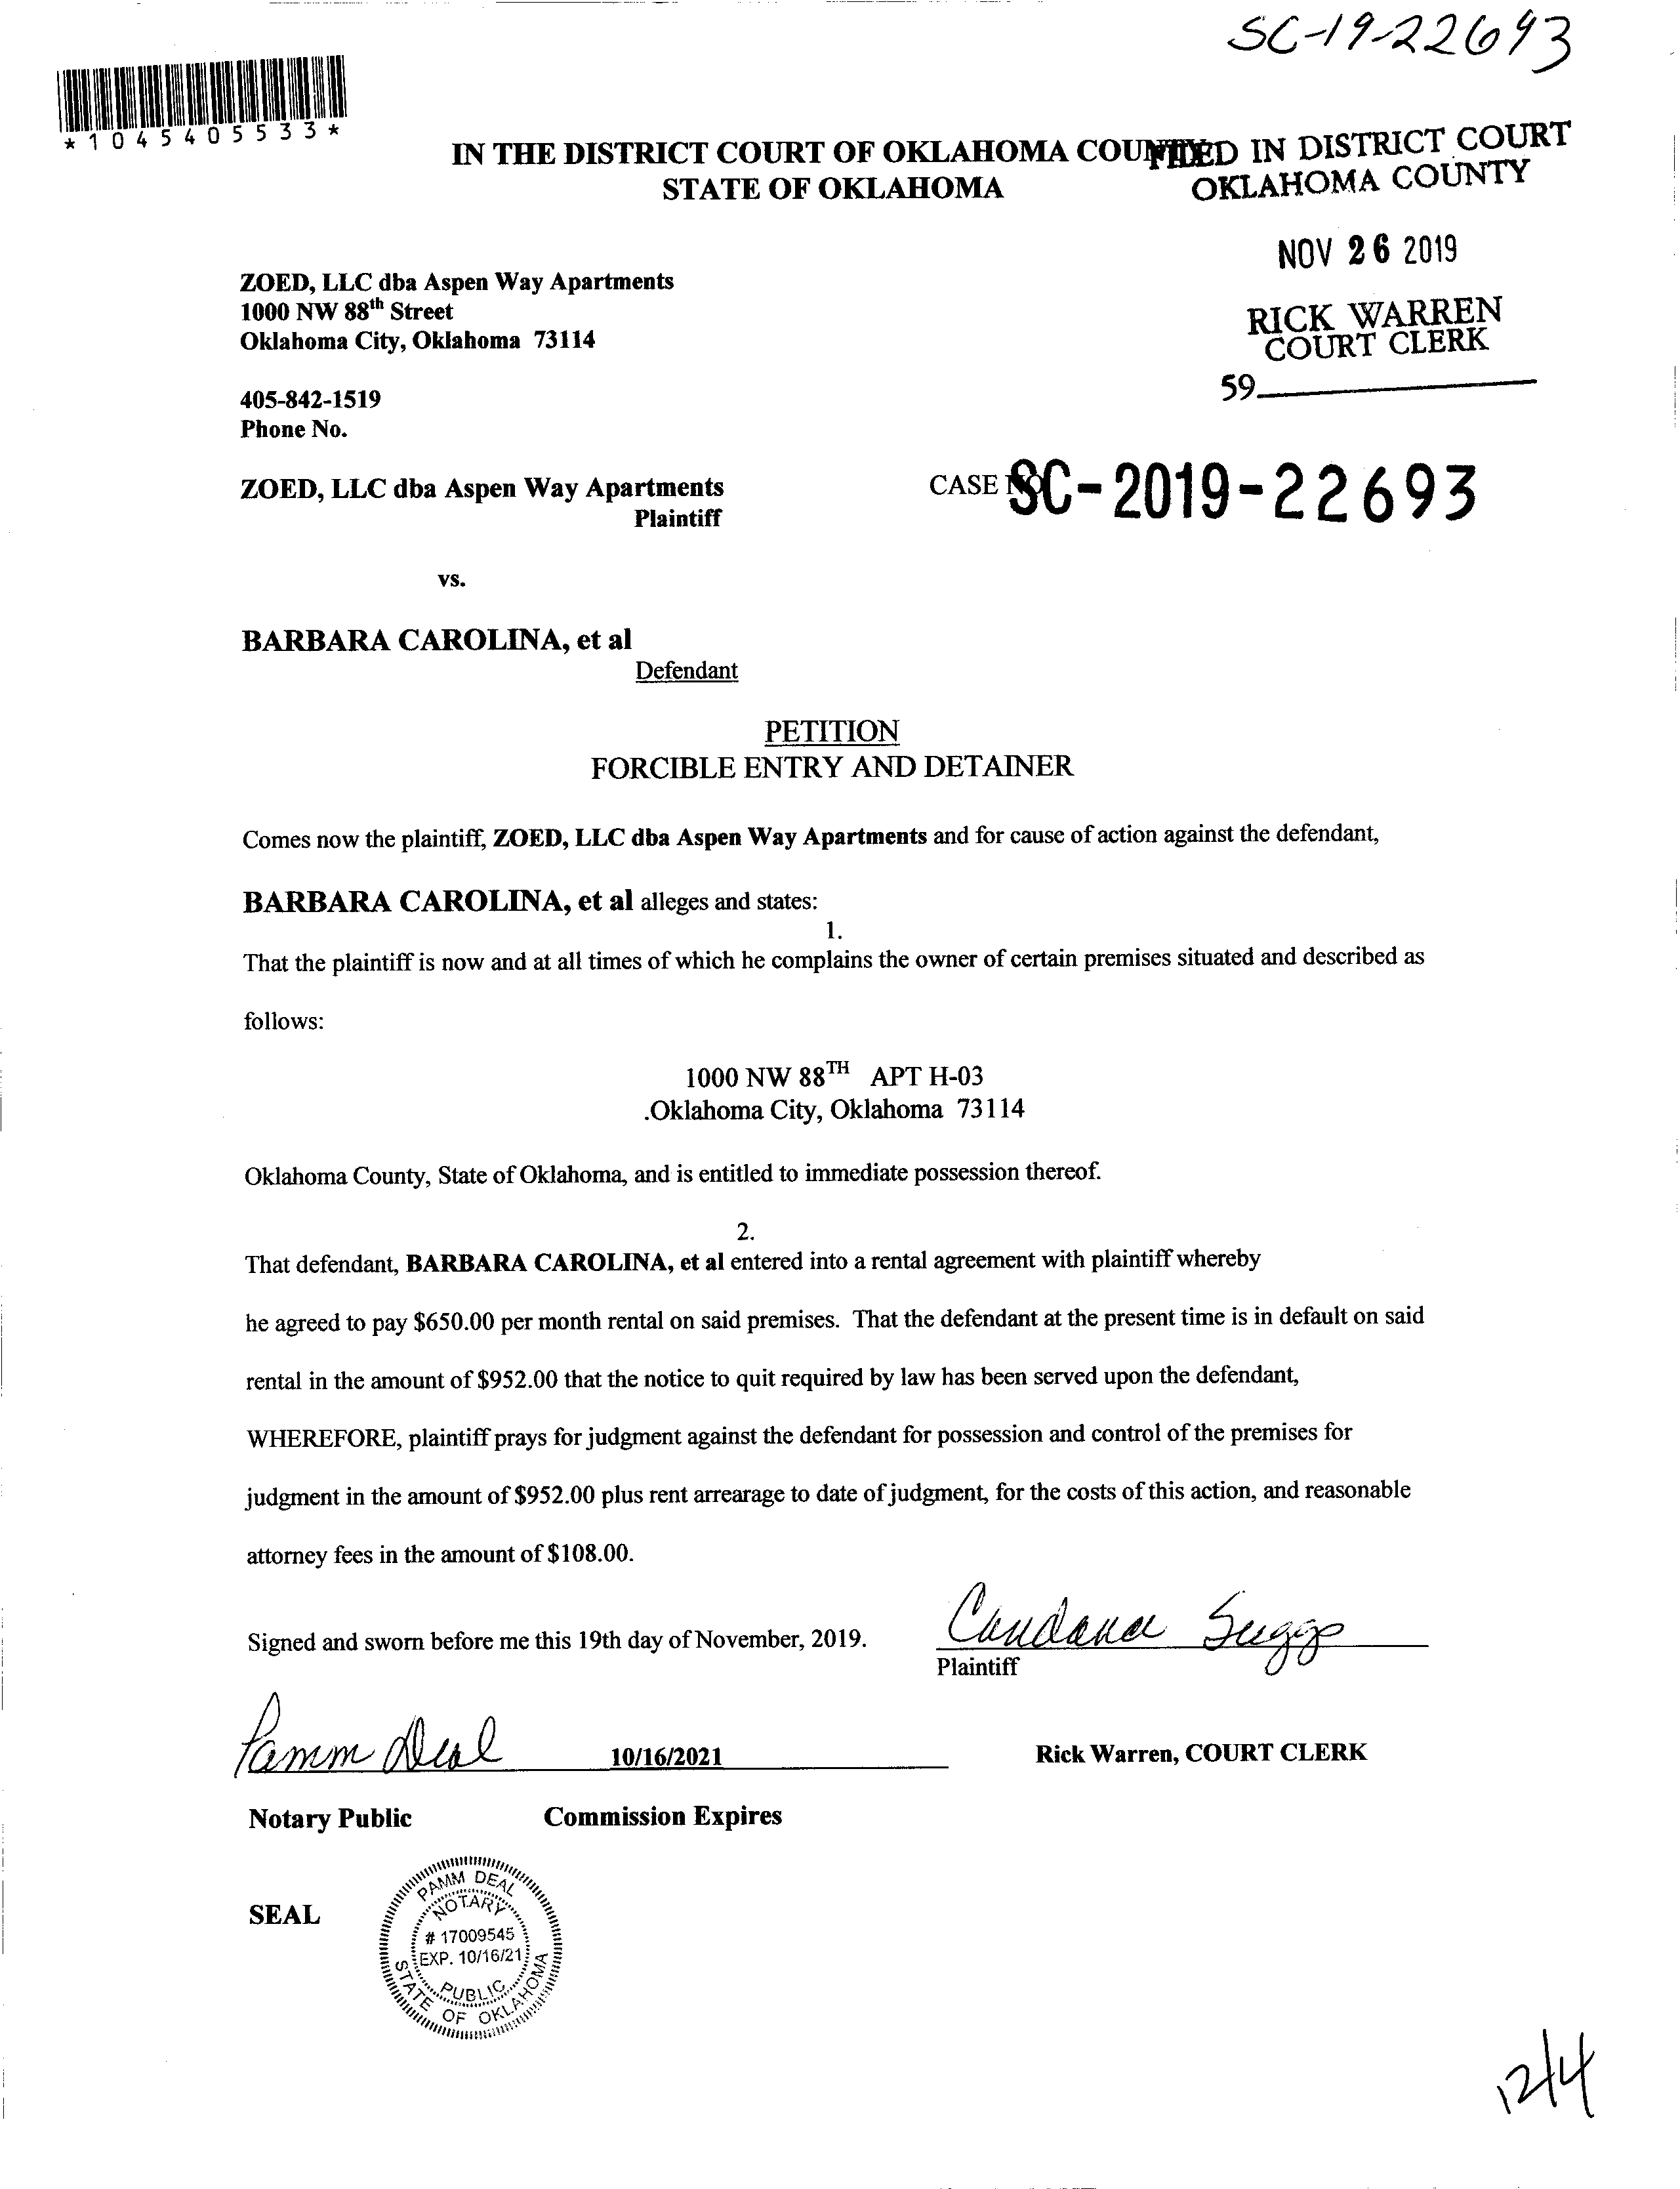 SC-19-22693
*1045405533*
IN THE DISTRICT COURT OF OKLAHOMA COUNTY
STATE OF OKLAHOMA
FILED IN DISTRICT COURT
OKLAHOMA COUNTY
NOV 26 2019
RICK WARREN
COURT CLERK
59
ZOED, LLC dba Aspen Way Apartments
1000 NW 88th Street
Oklahoma City, Oklahoma 73114
405-842-1519
Phone No.
ZOED, LLC dba Aspen Way Apartments
Plaintiff
CASE NO SC-2019-22693
vs.
BARBARA CAROLINA, et al
Defendant
PETITION
FORCIBLE ENTRY AND DETAINER
Comes now the plaintiff, ZOED, LLC dba Aspen Way Apartments and for cause of action against the defendant,
BARBARA CAROLINA, et al alleges and states:
1.
That the plaintiff is now and at all times of which he complains the owner of certain premises situated and described as
follows:
1000 NW 88TH APT H-03
.Oklahoma City, Oklahoma 73114
Oklahoma County, State of Oklahoma, and is entitled to immediate possession thereof.
2.
That defendant, BARBARA CAROLINA, et al entered into a rental agreement with plaintiff whereby
he agreed to pay $650.00 per month rental on said premises. That the defendant at the present time is in default on said
rental in the amount of $952.00 that the notice to quit required by law has been served upon the defendant,
WHEREFORE, plaintiff prays for judgment against the defendant for possession and control of the premises for
judgment in the amount of $952.00 plus rent arrearage to date of judgment, for the costs of this action, and reasonable
attorney fees in the amount of $108.00.
Signed and sworn before me this 19th day of November, 2019.
Suggs
Plaintiff
Pamm Deal 10/16/2021
Rick Warren, COURT CLERK
Notary Public Commission Expires
SEAL
PAMM DEAL
NOTARY
# 17009545
EXP. 10/16/21
PUBLIC
STATE OF OKLAHOMA
12/4